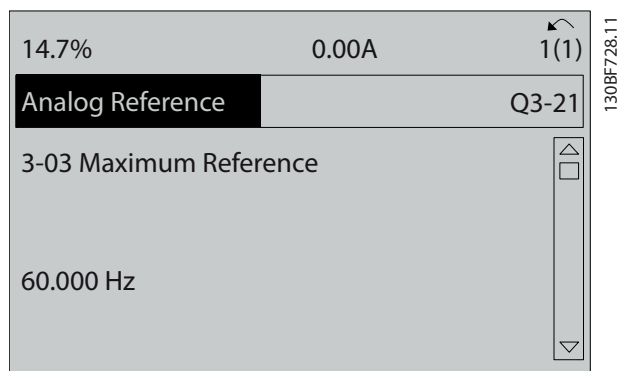 14.7% 0.00A 1(1)
Analog Reference Q3-21
3-03 Maximum Reference
60.000 Hz
130BF728.11